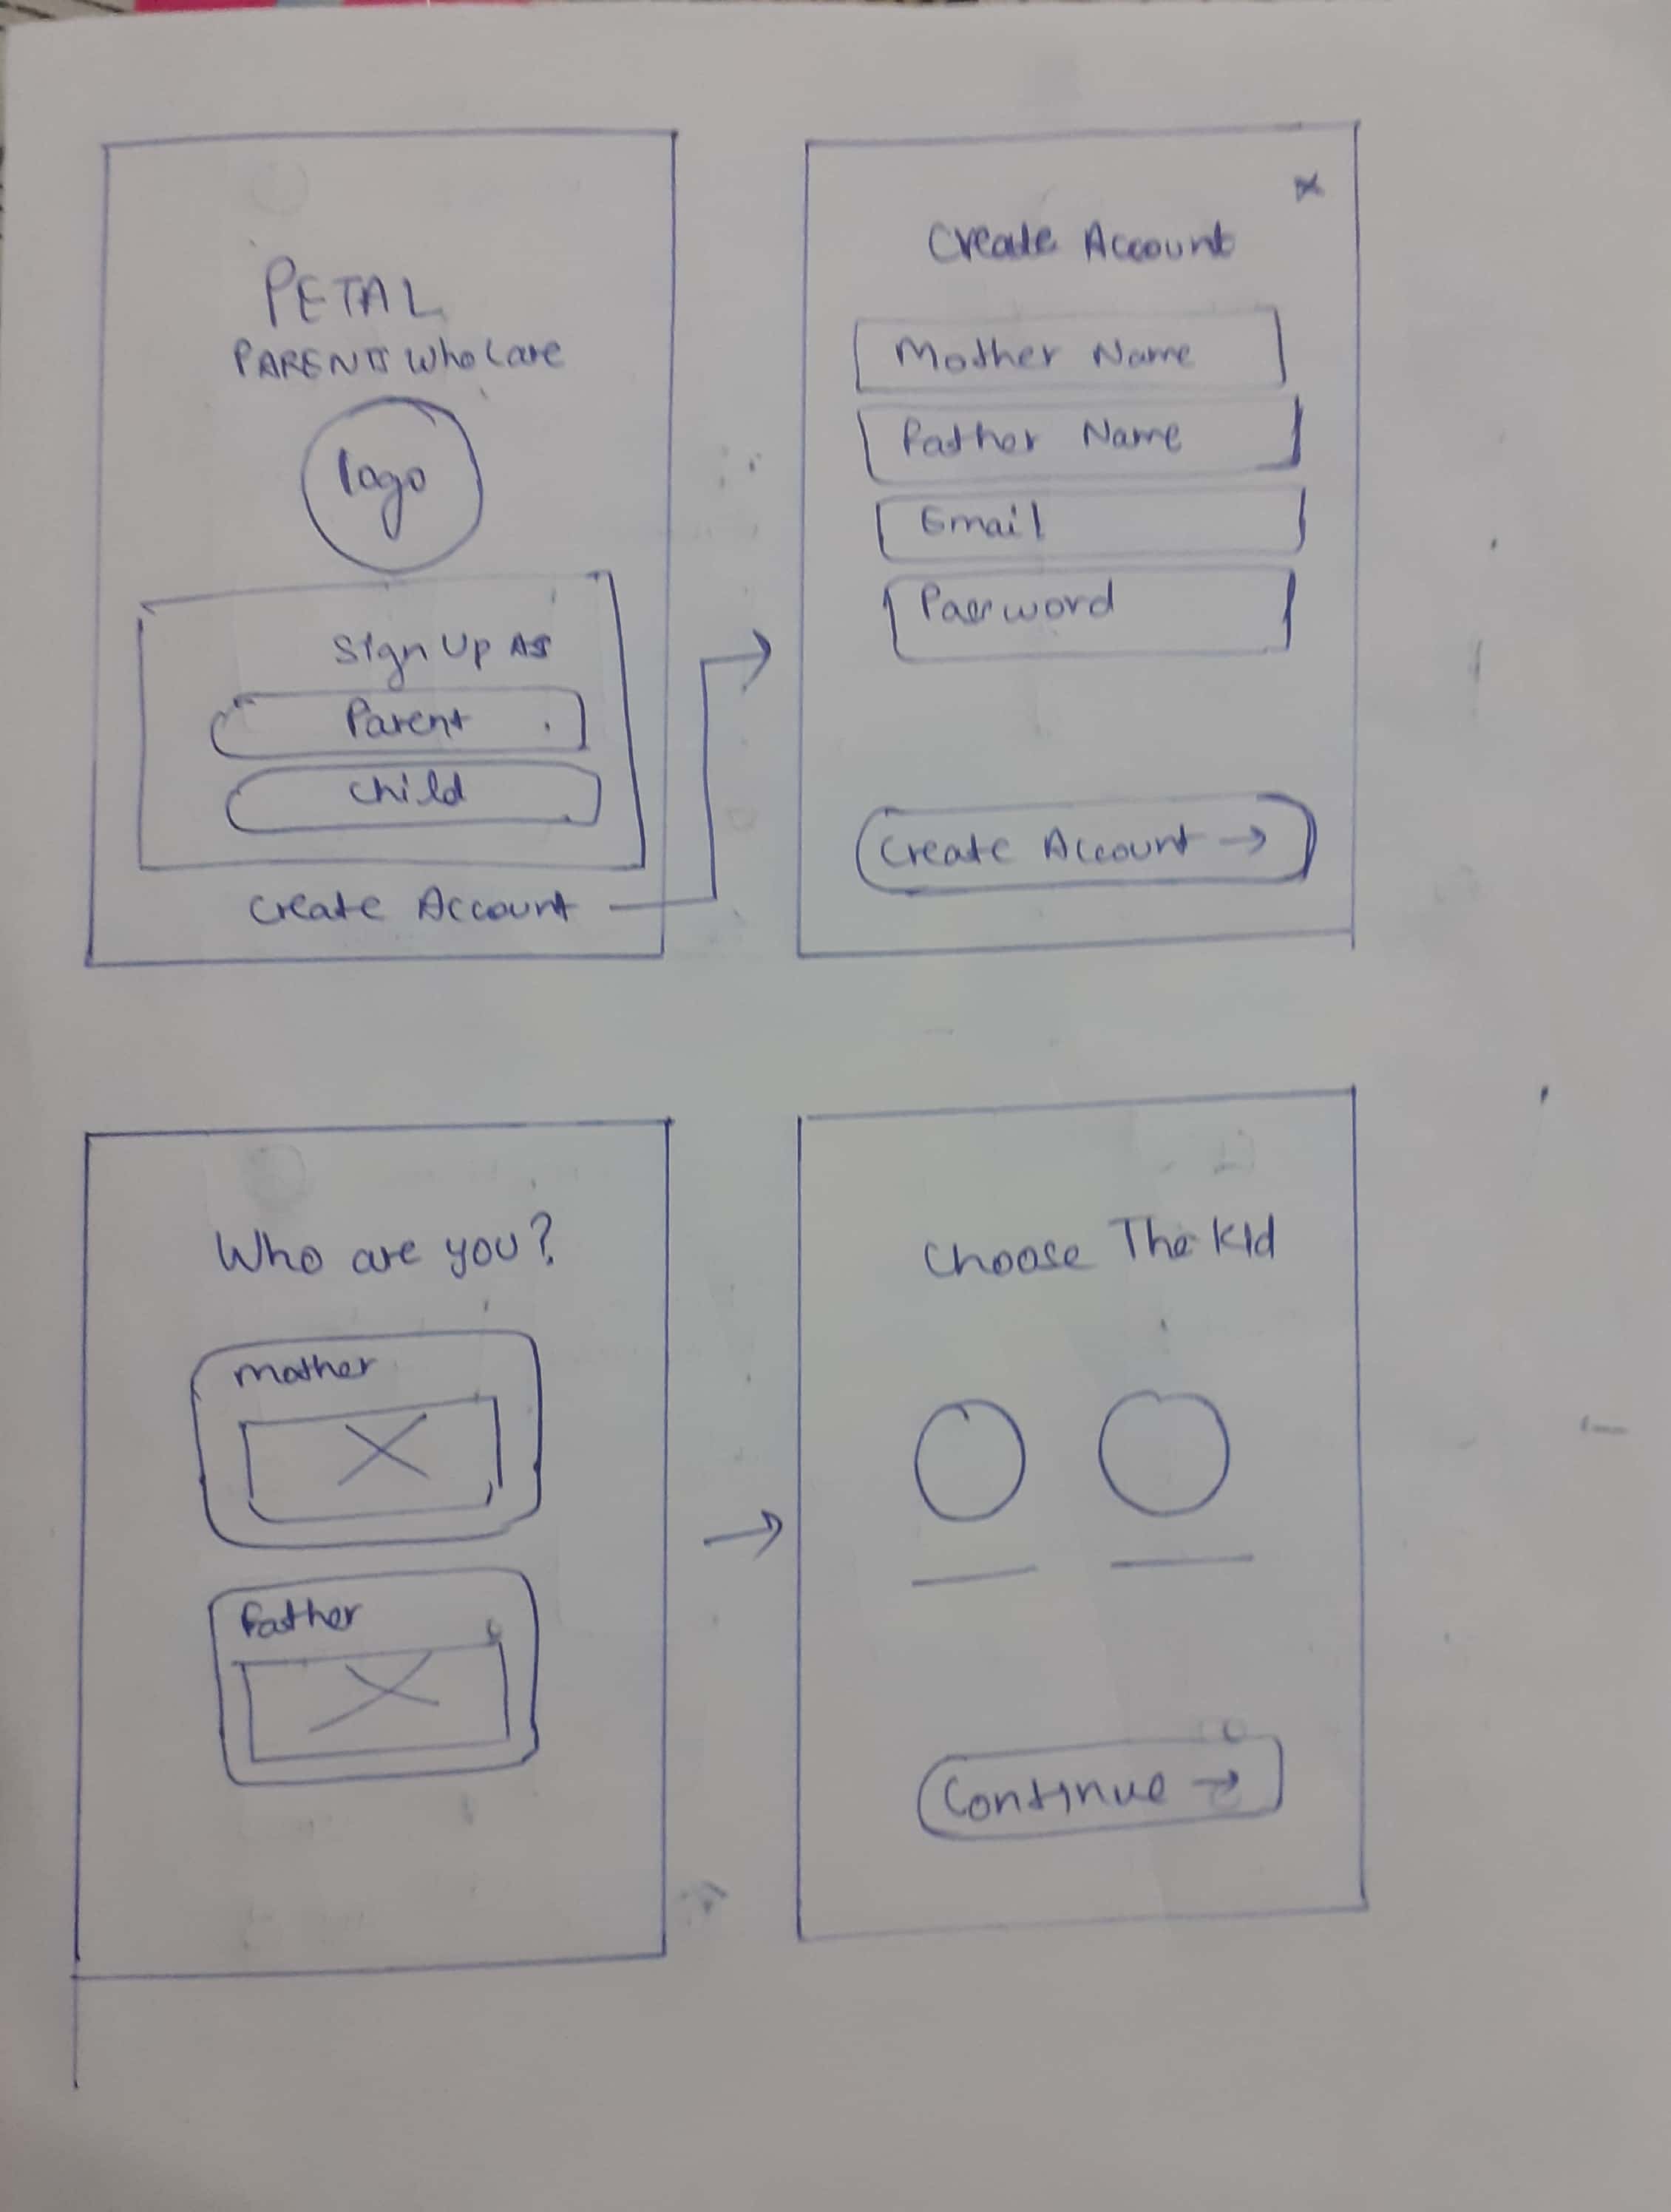 PETAL
PARENTS Who Care
logo
Sign Up As
Parent
Child
Create Account
x
Create Account
Mother Name
Father Name
Email
Password
Create Account →
Who are you?
Mother
Father
Choose The Kid
Continue →